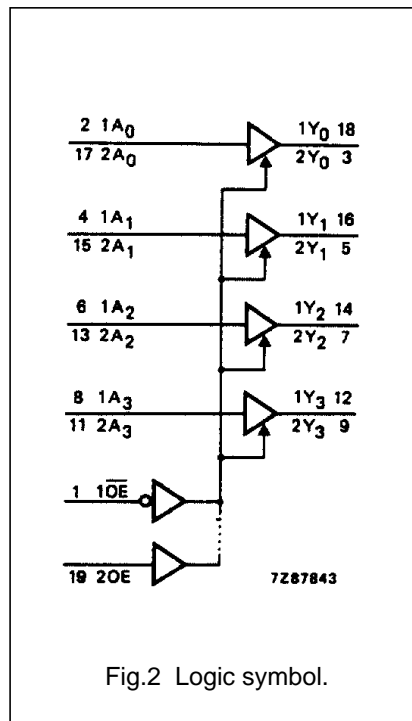 2 1A0 1Y0 18
17 2A0 2Y0 3
4 1A1 1Y1 16
15 2A1 2Y1 5
6 1A2 1Y2 14
13 2A2 2Y2 7
8 1A3 1Y3 12
11 2A3 2Y3 9
1 1O̅E̅
19 2OE 7Z87843
Fig.2 Logic symbol.